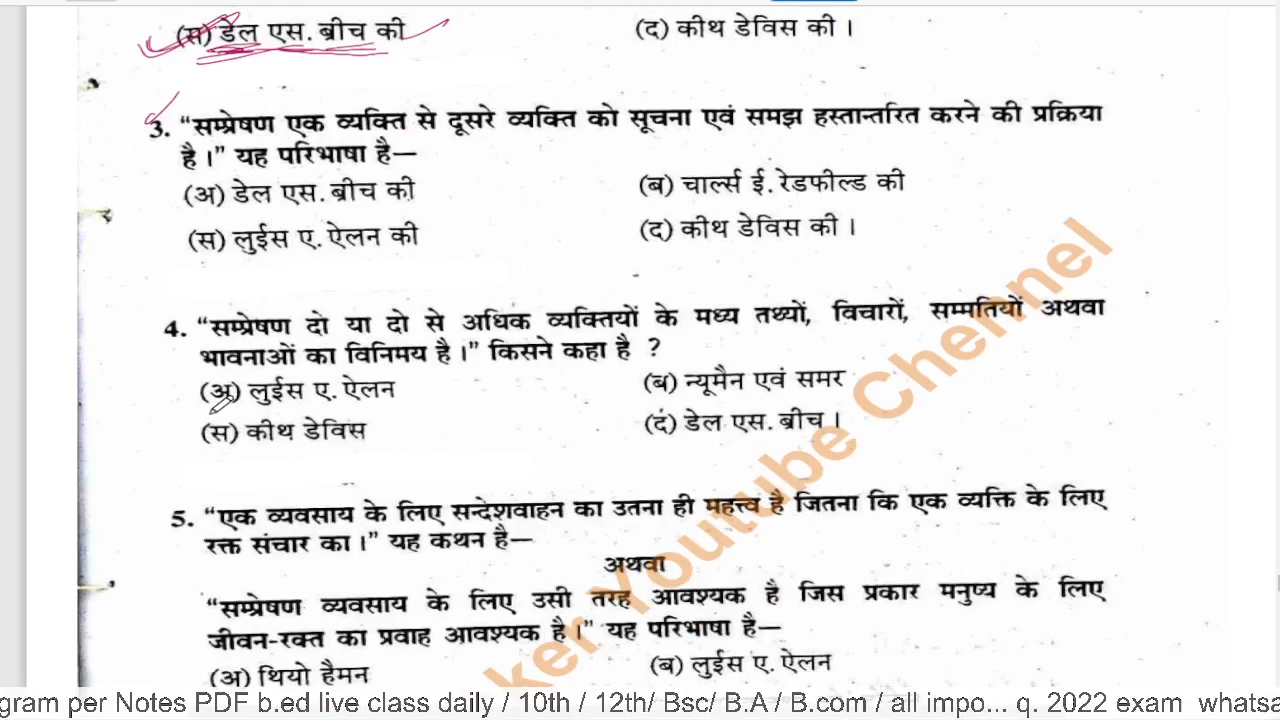 (स) डेल एस. ब्रीच की (द) कीथ डेविस की ।
3. “सम्प्रेषण एक व्यक्ति से दूसरे व्यक्ति को सूचना एवं समझ हस्तान्तरित करने की प्रक्रिया
है ।” यह परिभाषा है—
(अ) डेल एस. ब्रीच की (ब) चार्ल्स ई. रेडफील्ड की
(स) लुईस ए. ऐलन की (द) कीथ डेविस की ।
4. “सम्प्रेषण दो या दो से अधिक व्यक्तियों के मध्य तथ्यों, विचारों, सम्मतियों अथवा
भावनाओं का विनिमय है ।” किसने कहा है ?
(अ) लुईस ए. ऐलन (ब) न्यूमैन एवं समर
(स) कीथ डेविस (द) डेल एस. ब्रीच ।
5. “एक व्यवसाय के लिए सन्देशवाहन का उतना ही महत्त्व है जितना कि एक व्यक्ति के लिए
रक्त संचार का ।” यह कथन है—
अथवा
“सम्प्रेषण व्यवसाय के लिए उसी तरह आवश्यक है जिस प्रकार मनुष्य के लिए
जीवन-रक्त का प्रवाह आवश्यक है ।” यह परिभाषा है—
(अ) थियो हैमन (ब) लुईस ए. ऐलन
ker Youtube Chennel
gram per Notes PDF b.ed live class daily / 10th / 12th/ Bsc/ B.A / B.com / all impo... q. 2022 exam whatsa